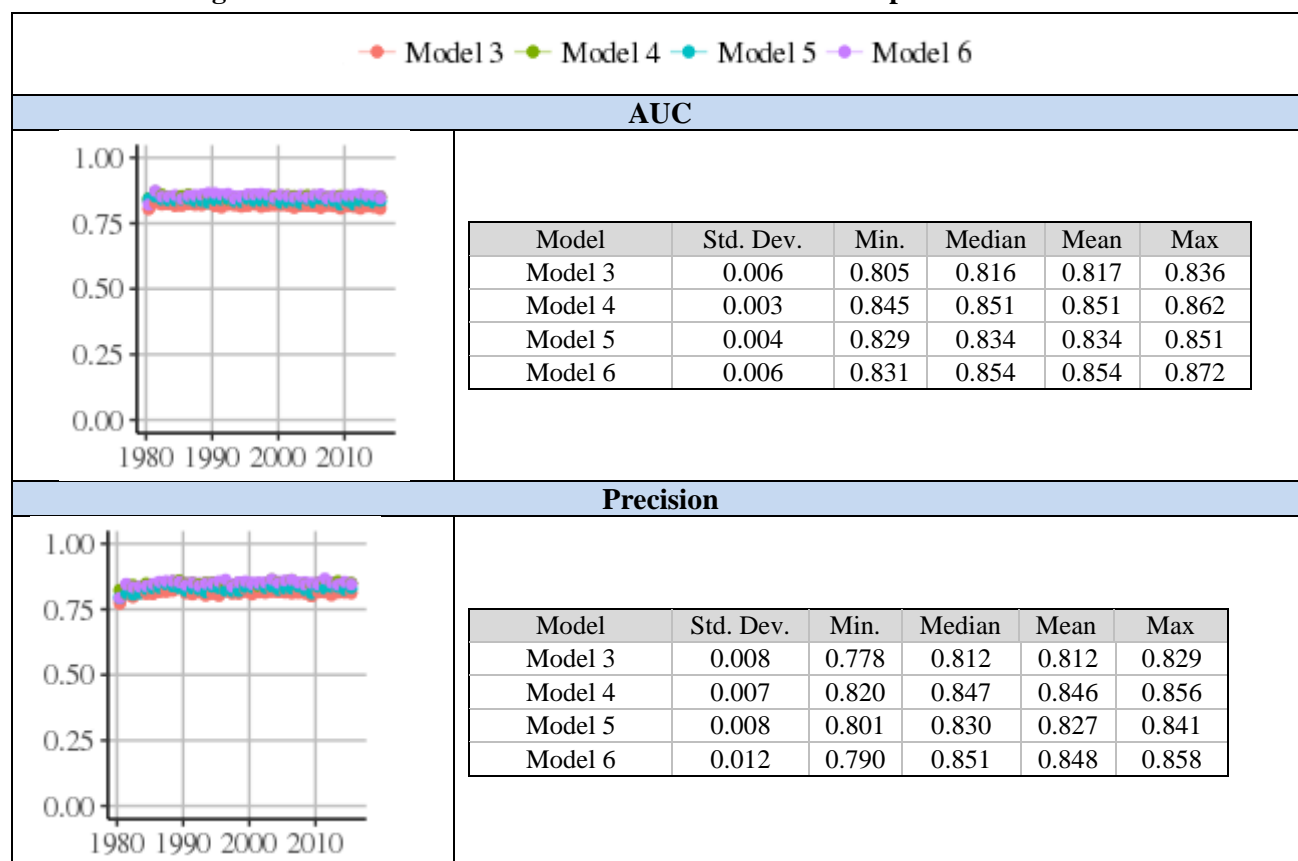 Model 3 Model 4 Model 5 Model 6
AUC
1.00
0.75
0.50
0.25
0.00
1980 1990 2000 2010
Model Std. Dev. Min. Median Mean Max
Model 3 0.006 0.805 0.816 0.817 0.836
Model 4 0.003 0.845 0.851 0.851 0.862
Model 5 0.004 0.829 0.834 0.834 0.851
Model 6 0.006 0.831 0.854 0.854 0.872
Precision
1.00
0.75
0.50
0.25
0.00
1980 1990 2000 2010
Model Std. Dev. Min. Median Mean Max
Model 3 0.008 0.778 0.812 0.812 0.829
Model 4 0.007 0.820 0.847 0.846 0.856
Model 5 0.008 0.801 0.830 0.827 0.841
Model 6 0.012 0.790 0.851 0.848 0.858